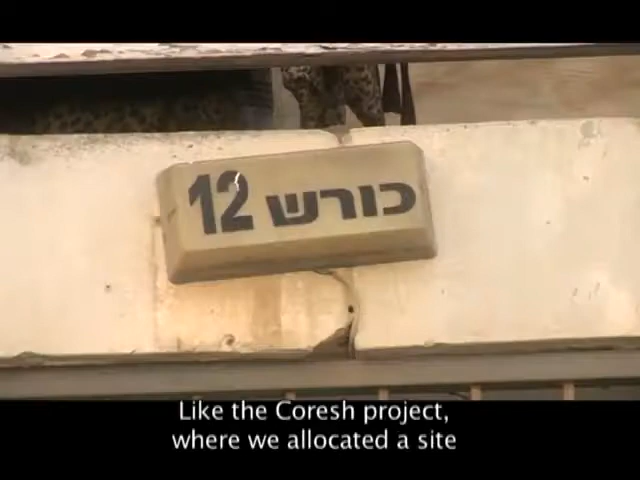 כורש 12
Like the Coresh project,
where we allocated a site